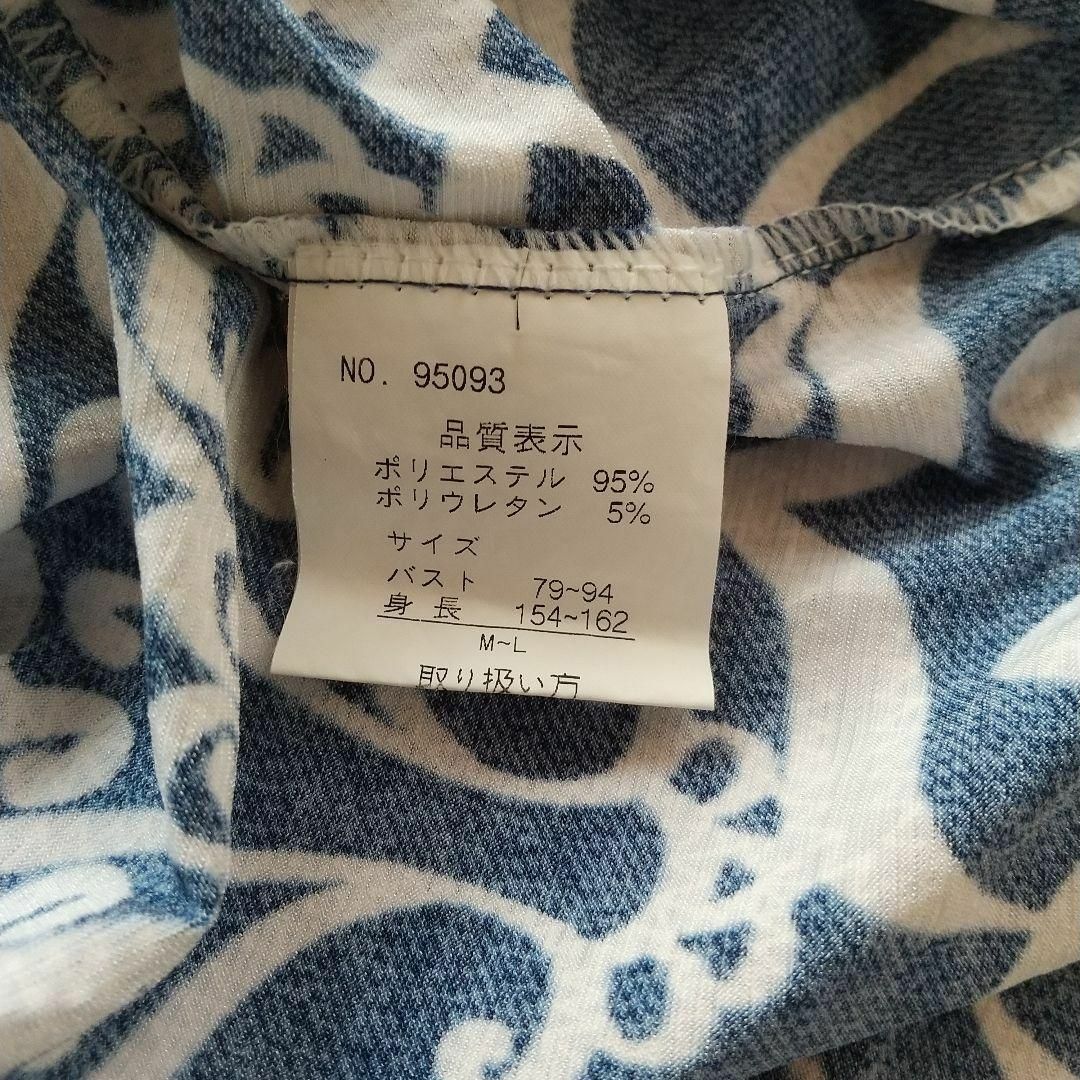 NO. 95093
品質表示
ポリエステル 95%
ポリウレタン 5%
サイズ
バスト 79~94
身長 154~162
M~L
取り扱い方